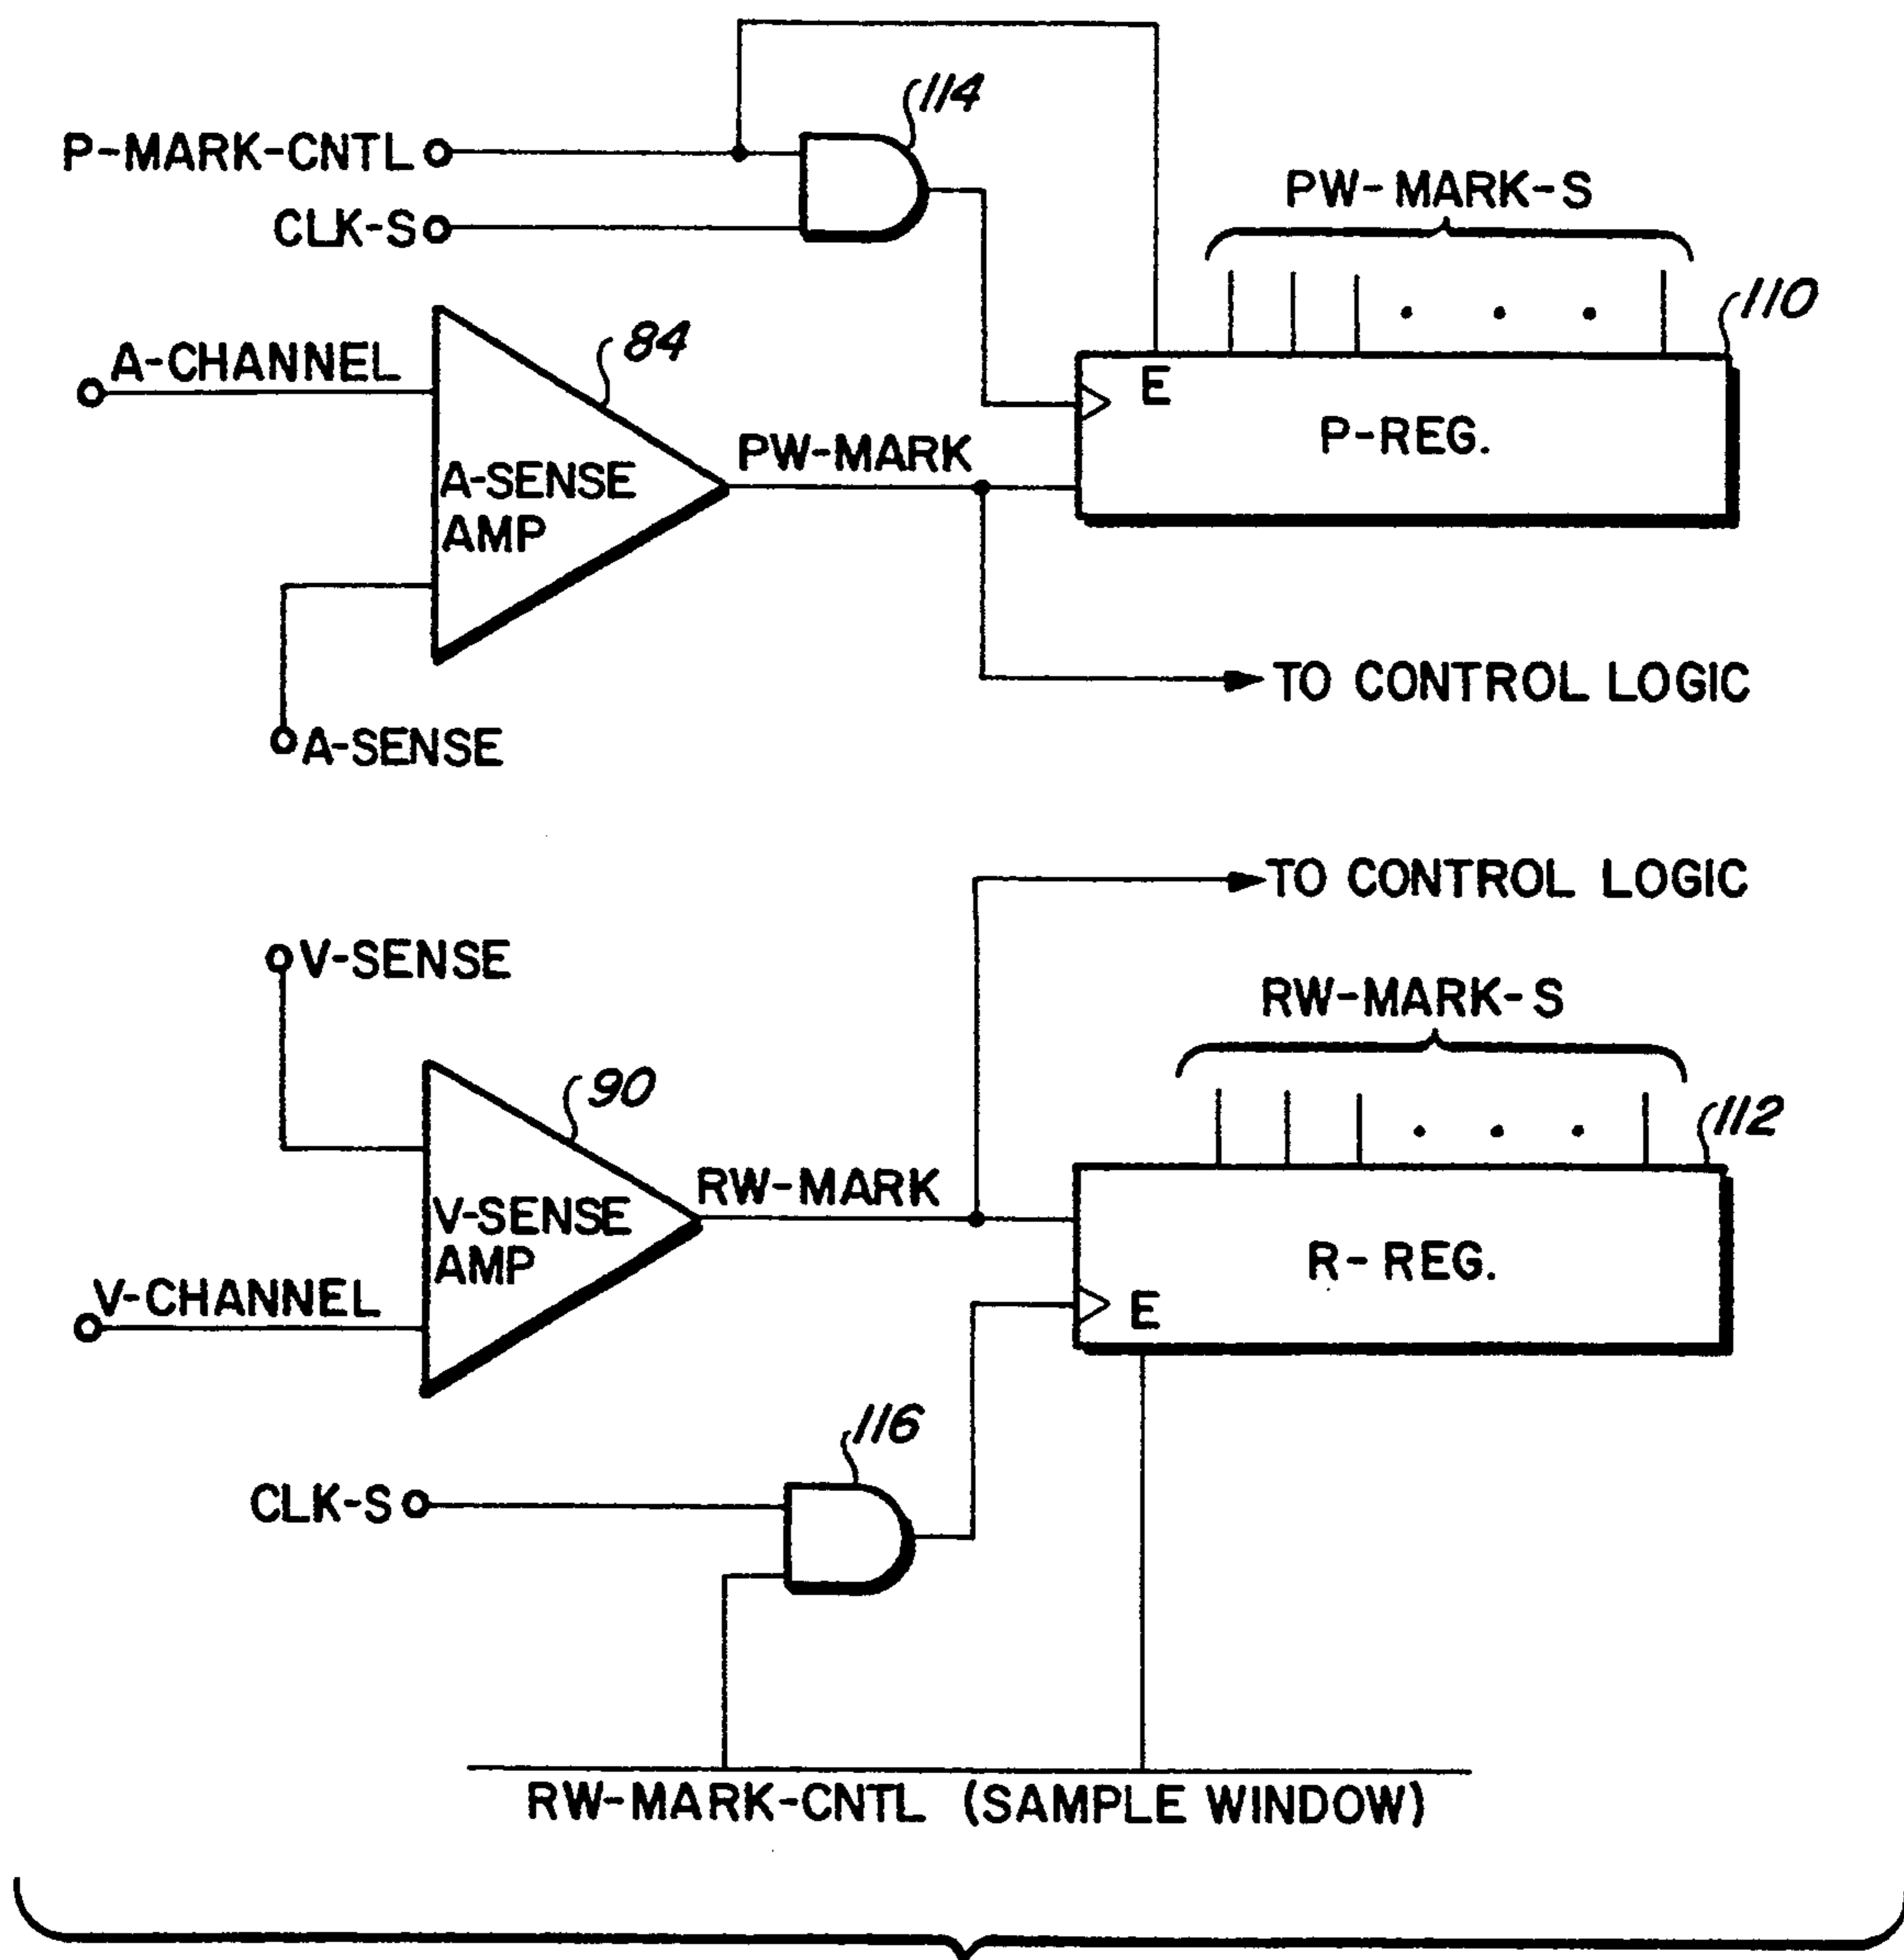 114
P-MARK-CNTL
PW-MARK-S
CLK-S
110
84
A-CHANNEL
E
P-REG.
PW-MARK
A-SENSE
AMP
TO CONTROL LOGIC
A-SENSE
TO CONTROL LOGIC
V-SENSE
RW-MARK-S
90
112
RW-MARK
V-SENSE
AMP
R-REG.
V-CHANNEL
E
116
CLK-S
RW-MARK-CNTL (SAMPLE WINDOW)